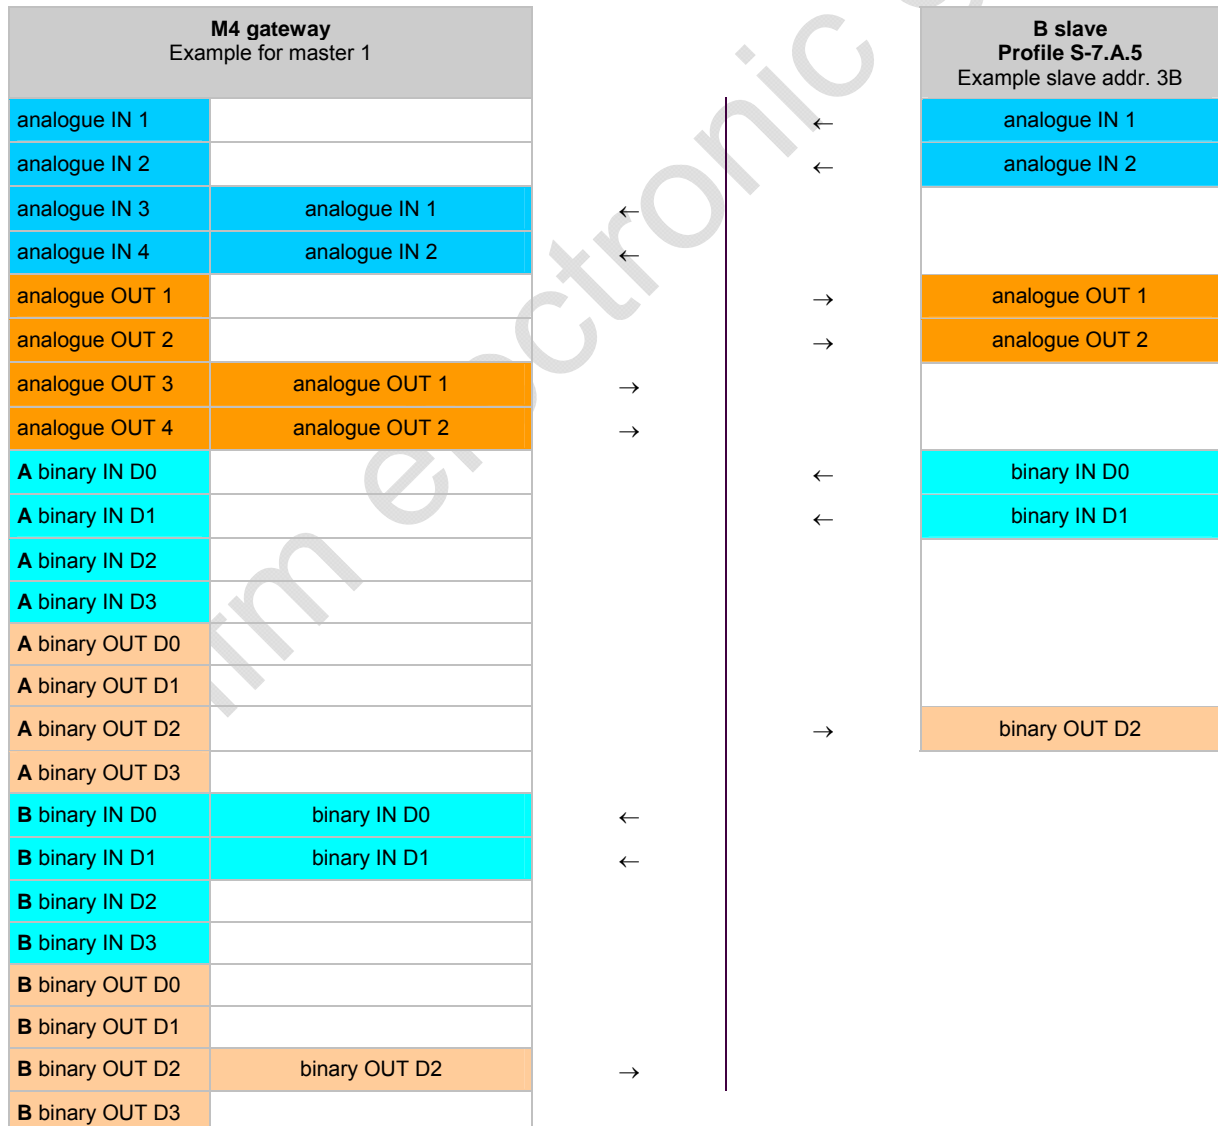 M4 gateway
Example for master 1
B slave
Profile S-7.A.5
Example slave addr. 3B
analogue IN 1 ← analogue IN 1
analogue IN 2 ← analogue IN 2
analogue IN 3 analogue IN 1 ←
analogue IN 4 analogue IN 2 ←
analogue OUT 1 → analogue OUT 1
analogue OUT 2 → analogue OUT 2
analogue OUT 3 analogue OUT 1 →
analogue OUT 4 analogue OUT 2 →
A binary IN D0 ← binary IN D0
A binary IN D1 ← binary IN D1
A binary IN D2
A binary IN D3
A binary OUT D0
A binary OUT D1
A binary OUT D2 → binary OUT D2
A binary OUT D3
B binary IN D0 binary IN D0 ←
B binary IN D1 binary IN D1 ←
B binary IN D2
B binary IN D3
B binary OUT D0
B binary OUT D1
B binary OUT D2 binary OUT D2 →
B binary OUT D3
electronic